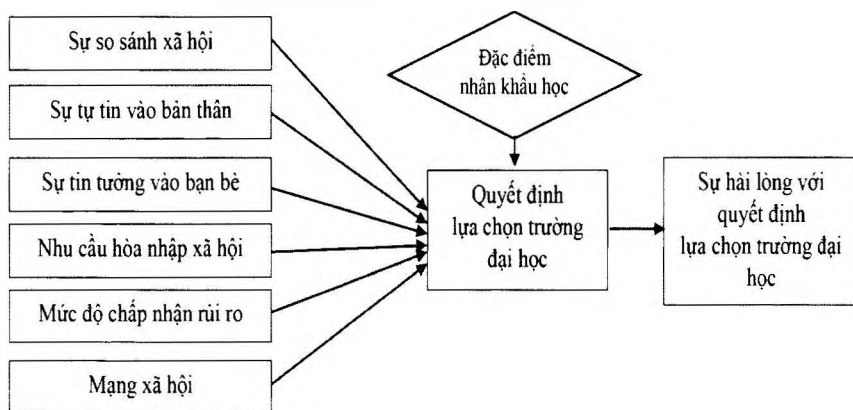 Sự so sánh xã hội
Sự tự tin vào bản thân
Sự tin tường vào bạn bè
Nhu cầu hòa nhập xã hội
Mức độ chấp nhận rủi ro
Mạng xã hội
Đặc điểm
nhân khẩu học
Quyết định
lựa chọn trường
đại học
Sự hài lòng với
quyết định
lựa chọn trường đại
học